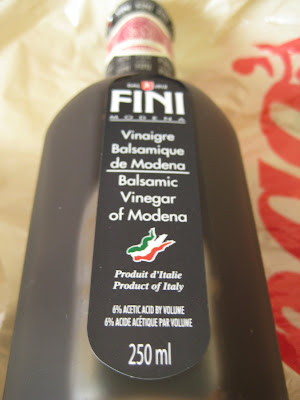 FINI
MODENA
Vinaigre
Balsamique
de Modena
Balsamic
Vinegar
of Modena
Produit d'Italie
Product of Italy
6% ACETIC ACID BY VOLUME
6% ACIDE ACÉTIQUE PAR VOLUME
250 ml